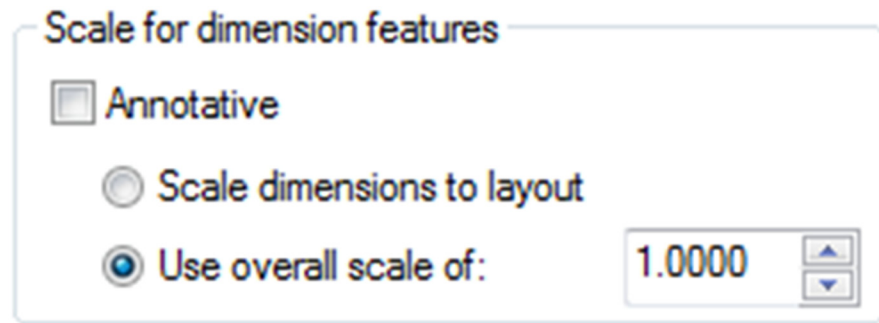 Scale for dimension features
Annotative
Scale dimensions to layout
Use overall scale of: 1.0000